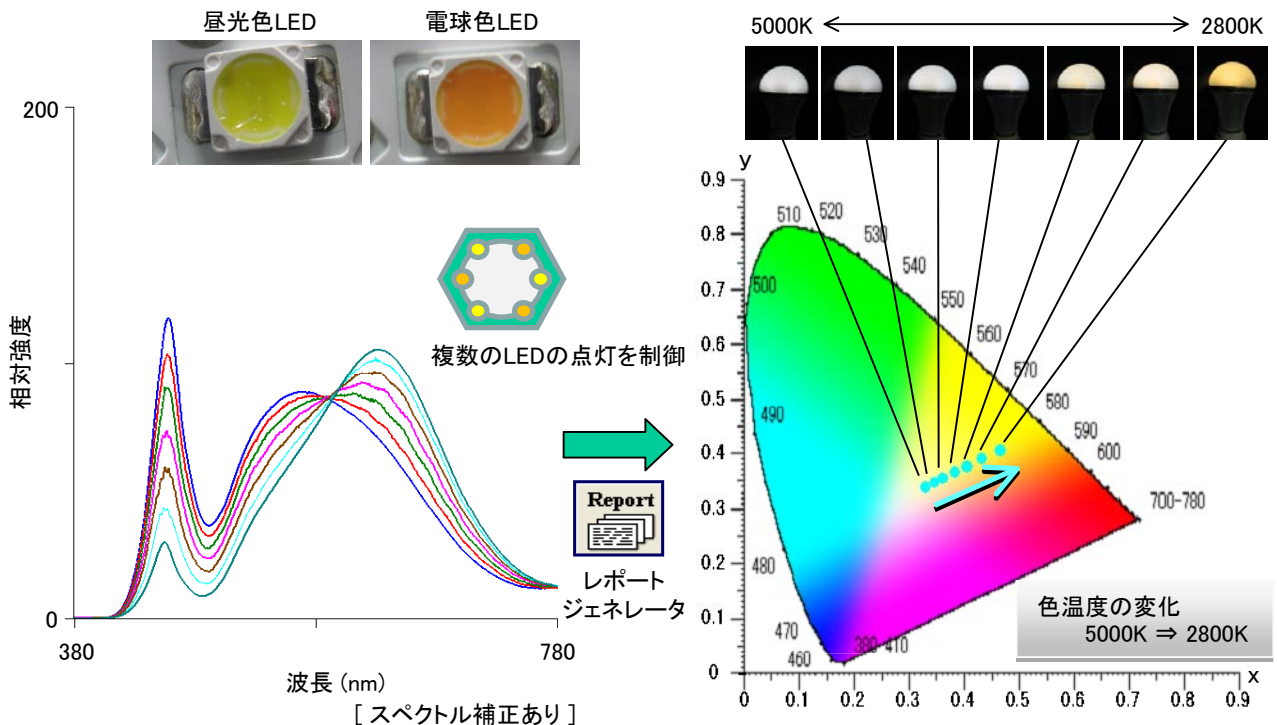 昼光色LED
電球色LED
200
相対強度
複数のLEDの点灯を制御
Report
レポート
ジェネレータ
0
380
780
波長 (nm)
[ スペクトル補正あり ]
5000K
2800K
y
0.9
0.8
0.7
0.6
0.5
0.4
0.3
0.2
0.1
0
510
520
530
540
550
560
570
580
590
600
700-780
500
490
480
470
460
380-410
色温度の変化
5000K ⇒ 2800K
x
0
0.1
0.2
0.3
0.4
0.5
0.6
0.7
0.8
0.9